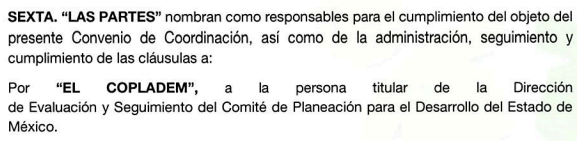 SEXTA. “LAS PARTES” nombran como responsables para el cumplimiento del objeto del
presente Convenio de Coordinación, así como de la administración, seguimiento y
cumplimiento de las cláusulas a:
Por “EL COPLADEM”, a la persona titular de la Dirección
de Evaluación y Seguimiento del Comité de Planeación para el Desarrollo del Estado de
México.